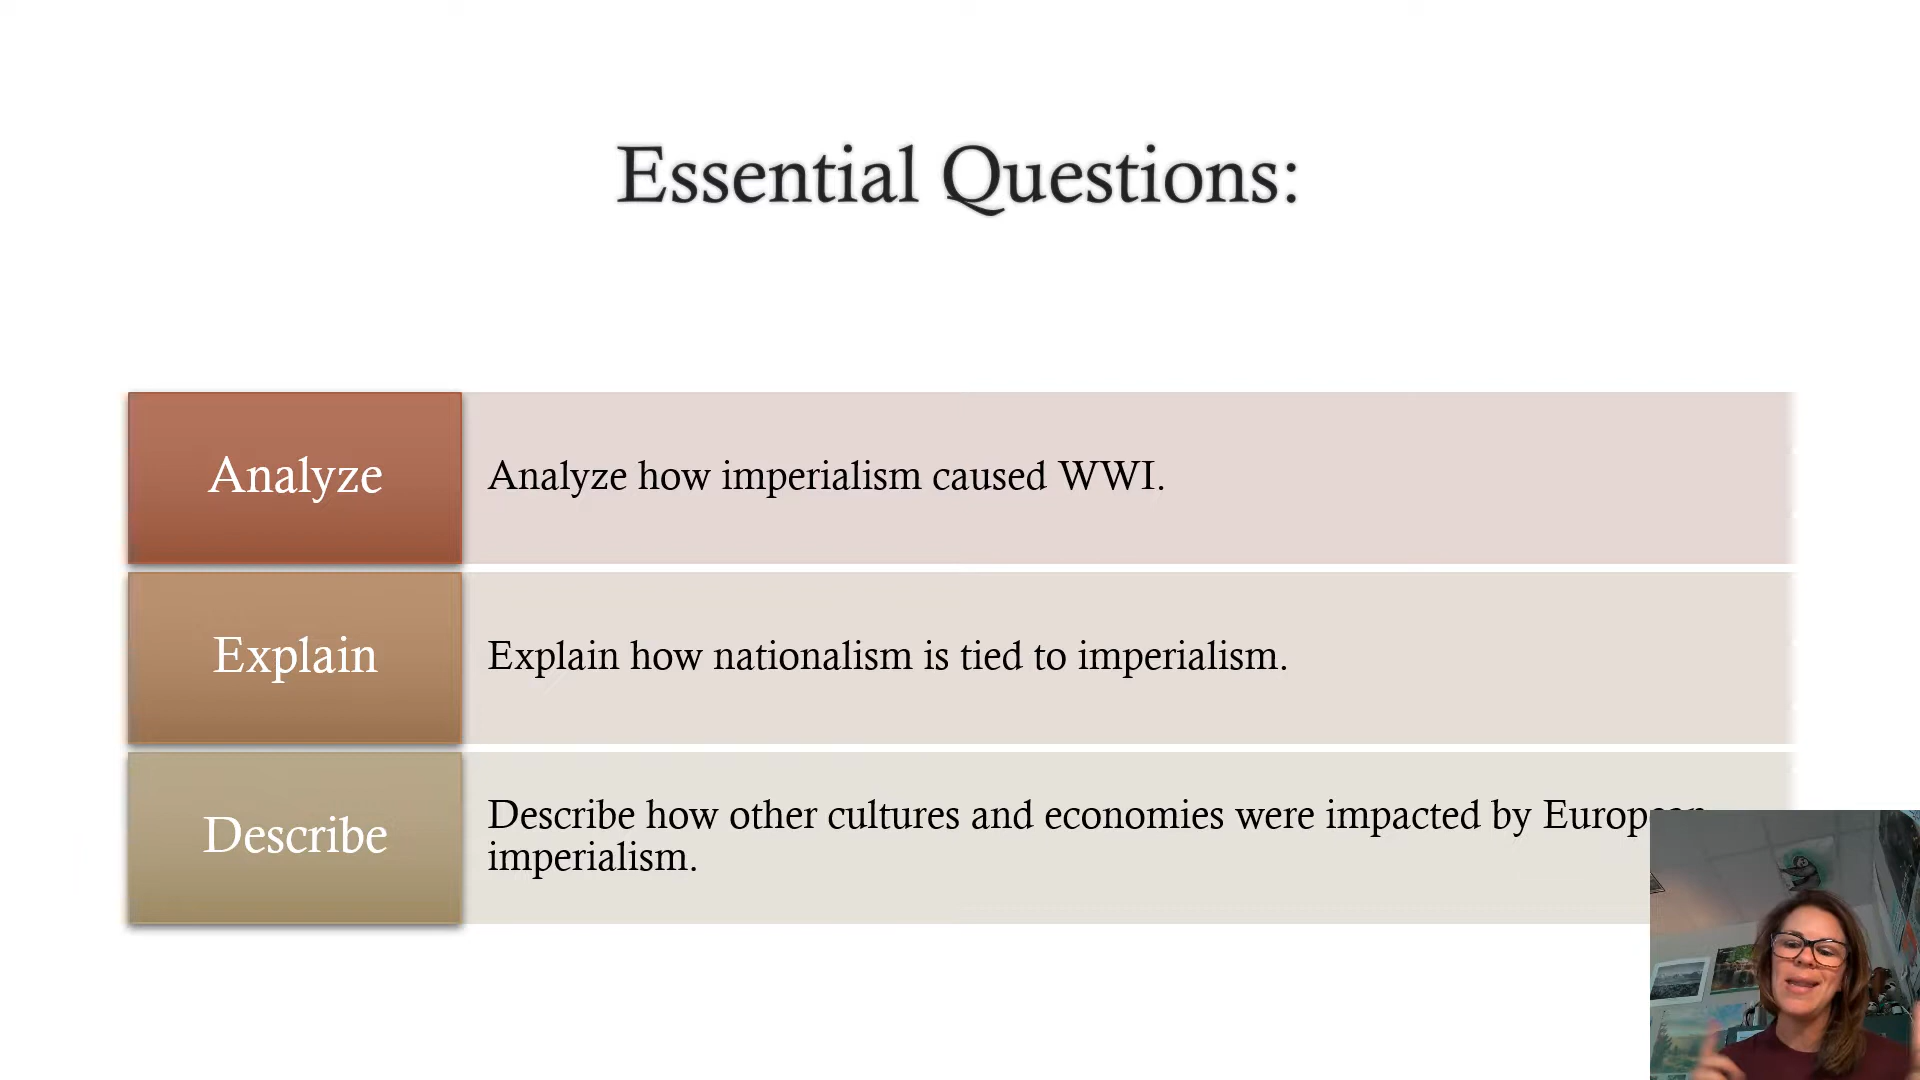 Essential Questions:
Analyze
Analyze how imperialism caused WWI.
Explain
Explain how nationalism is tied to imperialism.
Describe
Describe how other cultures and economies were impacted by European
imperialism.